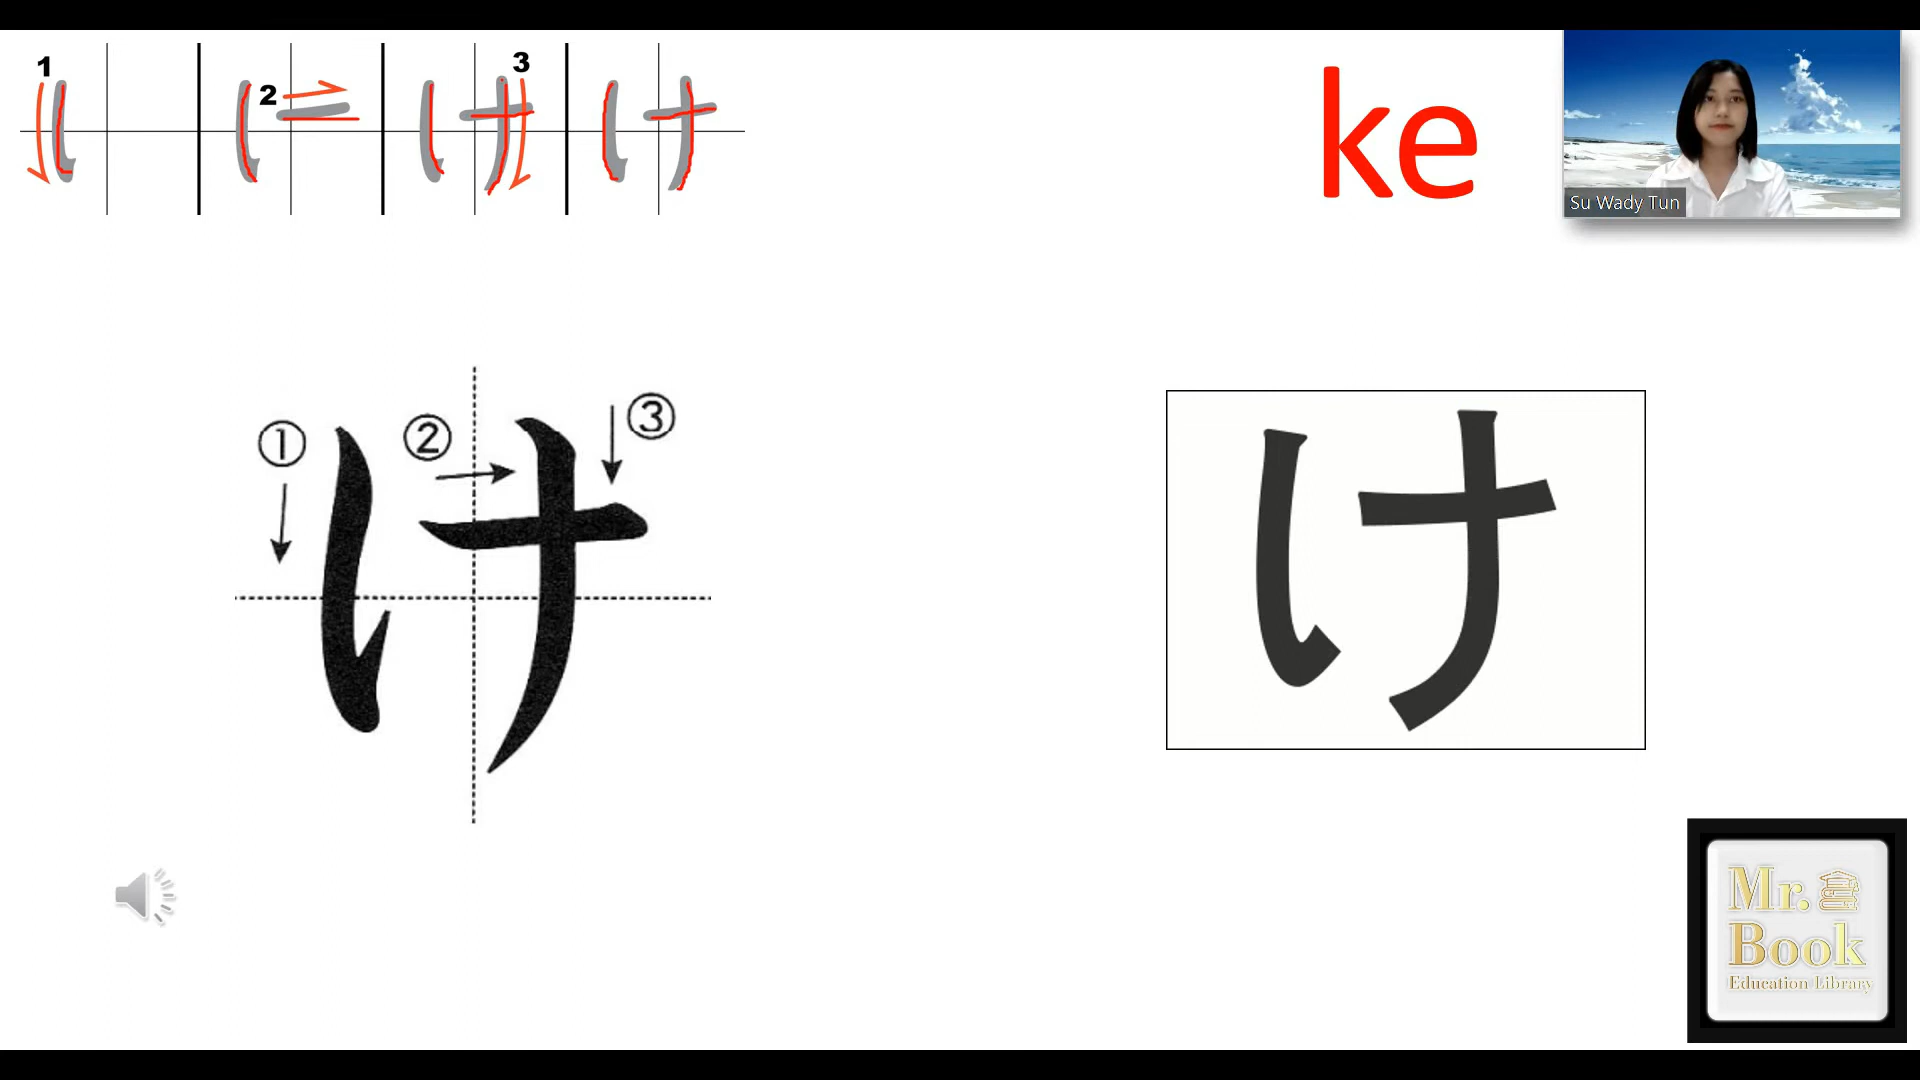 1
2
3
ke
Su Wady Tun
① ② ③
け
け
Mr.
Book
Education Library